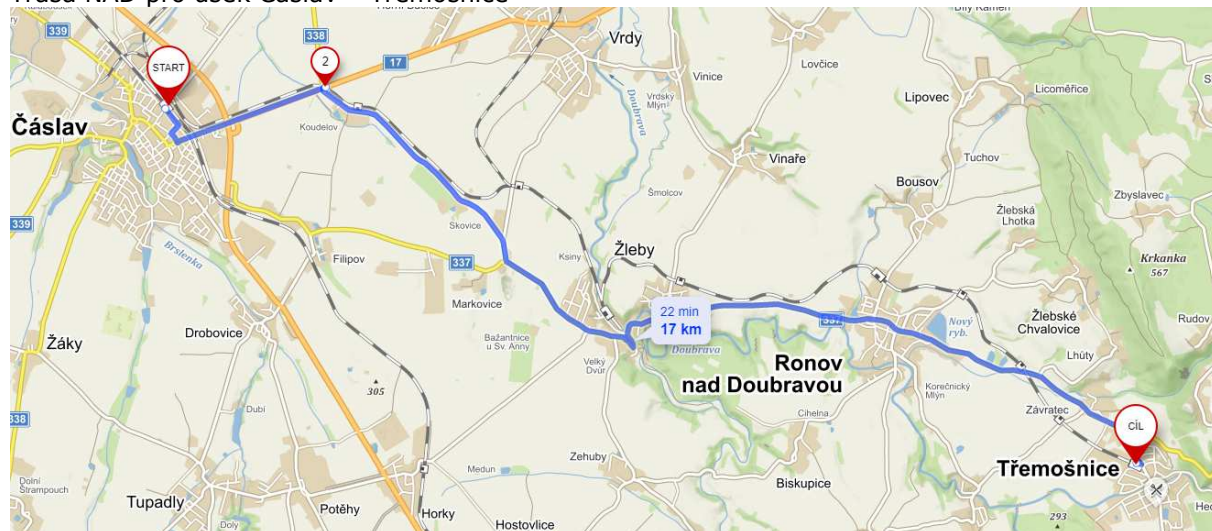 Trasa NAD pro úsek Čáslav – Třemošnice
339
338
17
Vrdy
Lovčice
START
2
Vinice
Vrdský
Mlýn
Doubrava
Lipovec
Licoměřice
Čáslav
Koudelov
Vinaře
Tuchov
Bousov
Zbyslavec
Šmolcov
Žlebská
Lhotka
339
Skovice
Brslenka
Filipov
337
Ksiny
Žleby
Krkanka
567
Markovice
22 min
17 km
337
Nový
ryb.
Žlebské
Chvalovice
Rudov
Drobovice
Žáky
Bažantnice
u Sv. Anny
Velký
Dvůr
Doubrava
Ronov
nad Doubravou
Lhůty
305
Korečnický
Mlýn
338
Dubí
Cihelna
Závratec
CÍL
Zehuby
Třemošnice
Dolní
Štrampouch
Medun
Biskupice
Tupadly
Potěhy
Horky
Hostovlice
Doly
293